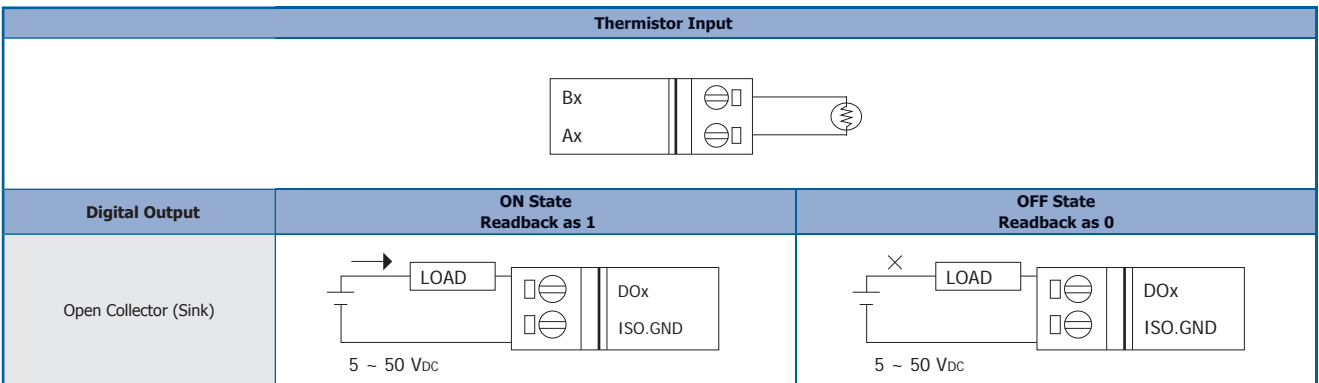 Thermistor Input
Bx
Ax
Digital Output
ON State
Readback as 1
OFF State
Readback as 0
Open Collector (Sink)
LOAD
DOx
ISO.GND
5 ~ 50 VDC
LOAD
DOx
ISO.GND
5 ~ 50 VDC